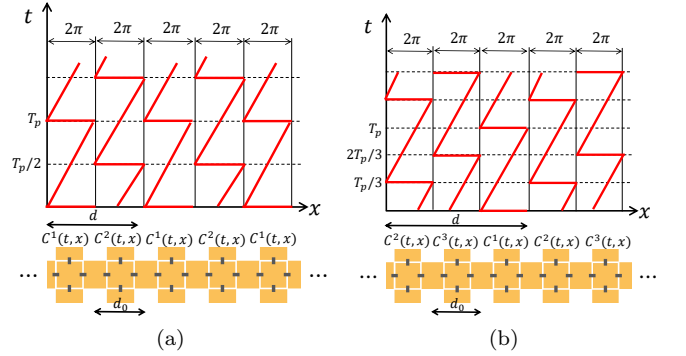 t
2π 2π 2π 2π 2π
T_p
T_p/2
x
d
C^1(t,x) C^2(t,x) C^1(t,x) C^2(t,x) C^1(t,x)
... ...
d_0
(a)
t
2π 2π 2π 2π 2π
T_p
2T_p/3
T_p/3
x
d
C^2(t,x) C^3(t,x) C^1(t,x) C^2(t,x) C^3(t,x)
... ...
d_0
(b)